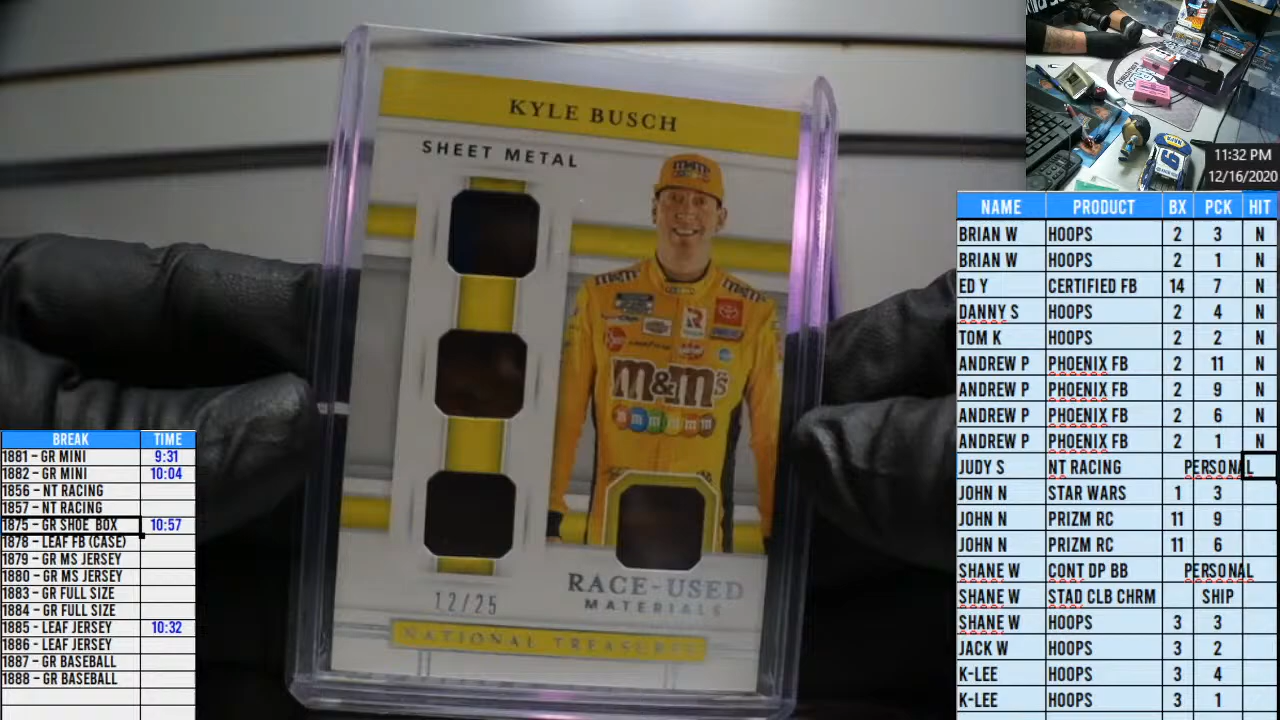 KYLE BUSCH
SHEET METAL
M&M's
M&M's
M&M's
M&M's
12/25
RACE-USED
MATERIALS
NATIONAL TREASURES
11:32 PM
12/16/2020
NAME PRODUCT BX PCK HIT
BRIAN W HOOPS 2 3 N
BRIAN W HOOPS 2 1 N
ED Y CERTIFIED FB 14 7 N
DANNY S HOOPS 2 4 N
TOM K HOOPS 2 2 N
ANDREW P PHOENIX FB 2 11 N
ANDREW P PHOENIX FB 2 9 N
ANDREW P PHOENIX FB 2 6 N
ANDREW P PHOENIX FB 2 1 N
JUDY S NT RACING PERSONAL
JOHN N STAR WARS 1 3
JOHN N PRIZM RC 11 9
JOHN N PRIZM RC 11 6
SHANE W CONT DP BB PERSONAL
SHANE W STAD CLB CHRM SHIP
SHANE W HOOPS 3 3
JACK W HOOPS 3 2
K-LEE HOOPS 3 4
K-LEE HOOPS 3 1
BREAK TIME
1881 - GR MINI 9:31
1882 - GR MINI 10:04
1856 - NT RACING
1857 - NT RACING
1875 - GR SHOE BOX 10:57
1878 - LEAF FB (CASE)
1879 - GR MS JERSEY
1880 - GR MS JERSEY
1883 - GR FULL SIZE
1884 - GR FULL SIZE
1885 - LEAF JERSEY 10:32
1886 - LEAF JERSEY
1887 - GR BASEBALL
1888 - GR BASEBALL